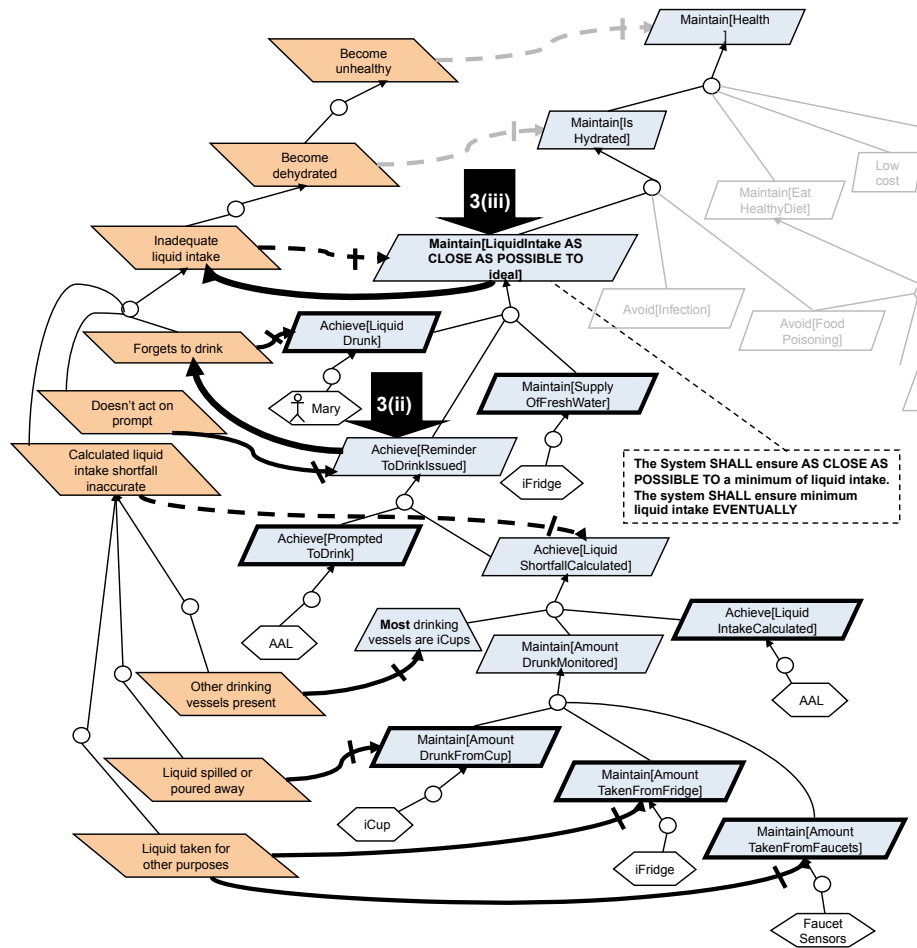 Maintain[Health
]
Become
unhealthy
Maintain[Is
Hydrated]
Become
dehydrated
Low
cost
Maintain[Eat
HealthyDiet]
3(iii)
Inadequate
liquid intake
Maintain[LiquidIntake AS
CLOSE AS POSSIBLE TO
ideal]
Avoid[Infection]
Avoid[Food
Poisoning]
Forgets to drink
Achieve[Liquid
Drunk]
Mary
3(ii)
Maintain[Supply
OfFreshWater]
Doesn't act on
prompt
Calculated liquid
intake shortfall
inaccurate
Achieve[Reminder
ToDrinkIssued]
iFridge
The System SHALL ensure AS CLOSE AS
POSSIBLE TO a minimum of liquid intake.
The system SHALL ensure minimum
liquid intake EVENTUALLY
Achieve[Prompted
ToDrink]
Achieve[Liquid
ShortfallCalculated]
AAL
Most drinking
vessels are iCups
Achieve[Liquid
IntakeCalculated]
Maintain[Amount
DrunkMonitored]
Other drinking
vessels present
AAL
Maintain[Amount
DrunkFromCup]
Liquid spilled or
poured away
Maintain[Amount
TakenFromFridge]
iCup
Liquid taken for
other purposes
Maintain[Amount
TakenFromFaucets]
iFridge
Faucet
Sensors